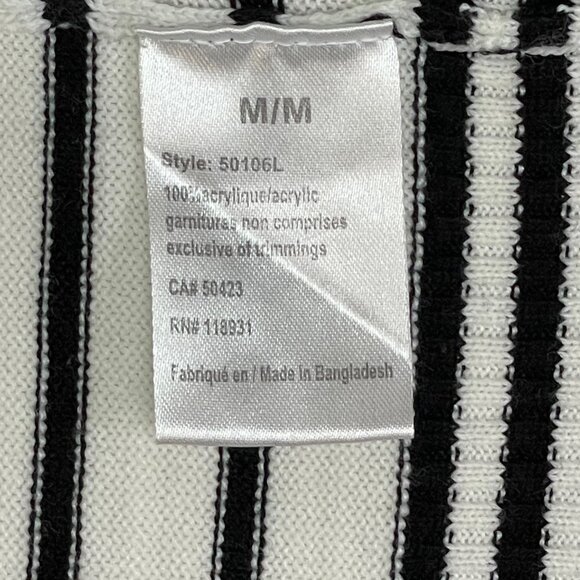 M/M
Style: 50106L
100% acrylique/acrylic
garnitures non comprises
exclusive of trimmings
CA# 50423
RN# 118931
Fabriqué en / Made in Bangladesh